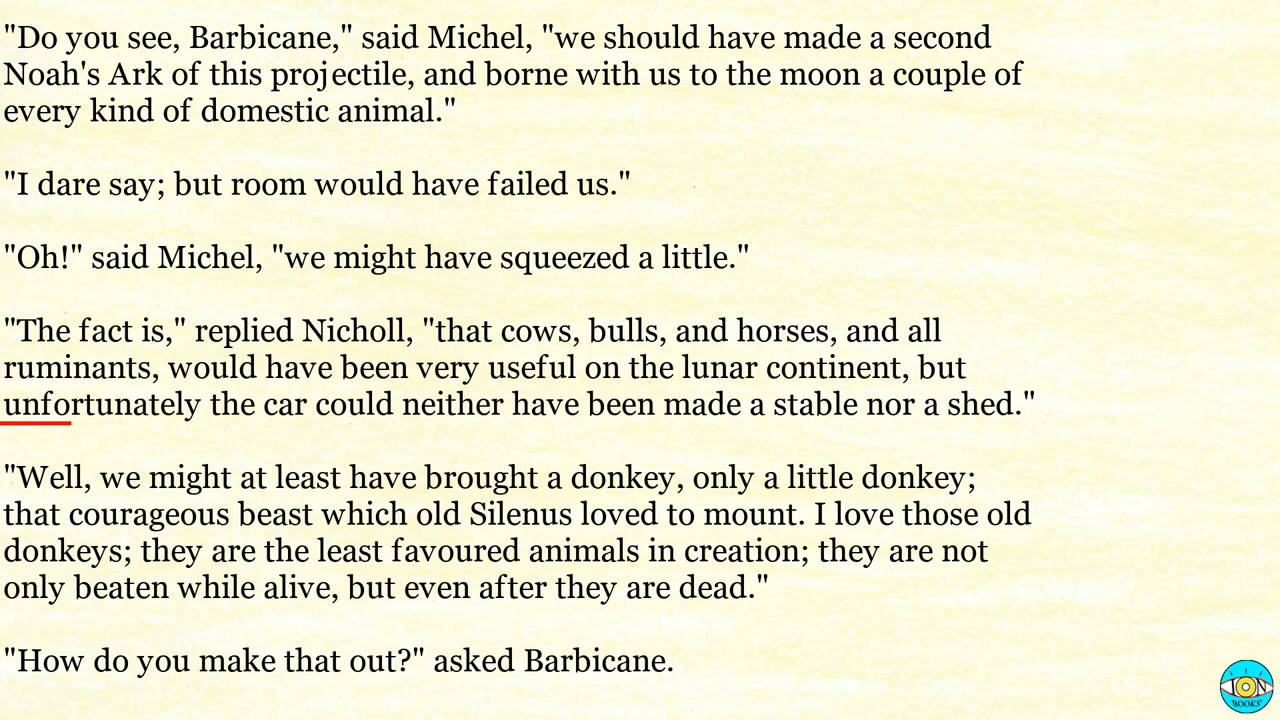 "Do you see, Barbicane," said Michel, "we should have made a second
Noah's Ark of this projectile, and borne with us to the moon a couple of
every kind of domestic animal."
"I dare say; but room would have failed us."
"Oh!" said Michel, "we might have squeezed a little."
"The fact is," replied Nicholl, "that cows, bulls, and horses, and all
ruminants, would have been very useful on the lunar continent, but
unfortunately the car could neither have been made a stable nor a shed."
"Well, we might at least have brought a donkey, only a little donkey;
that courageous beast which old Silenus loved to mount. I love those old
donkeys; they are the least favoured animals in creation; they are not
only beaten while alive, but even after they are dead."
"How do you make that out?" asked Barbicane.
ION
BOOKS